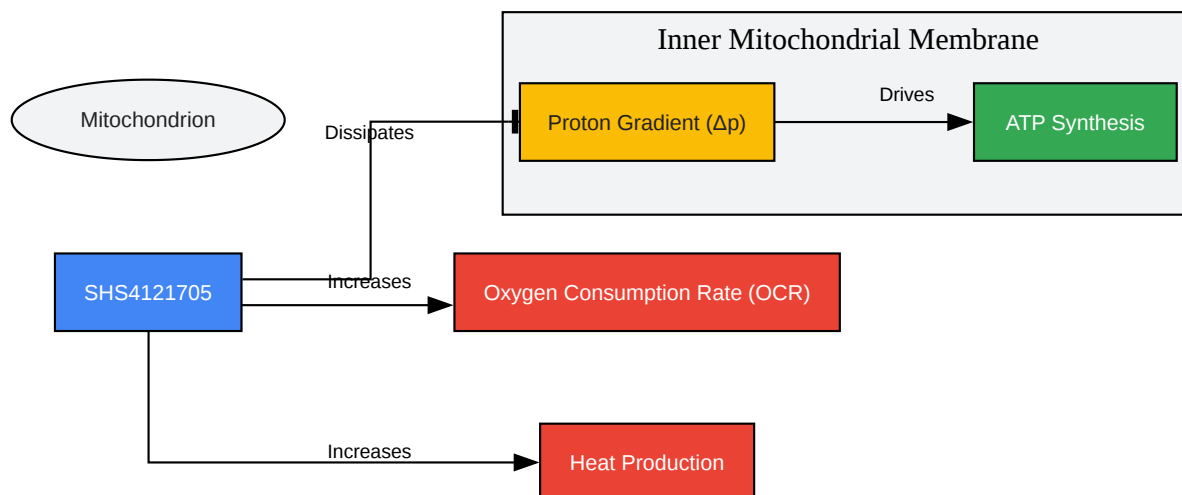 Inner Mitochondrial Membrane
Mitochondrion
Dissipates
Proton Gradient (Δp)
Drives
ATP Synthesis
SHS4121705
Increases
Oxygen Consumption Rate (OCR)
Increases
Heat Production